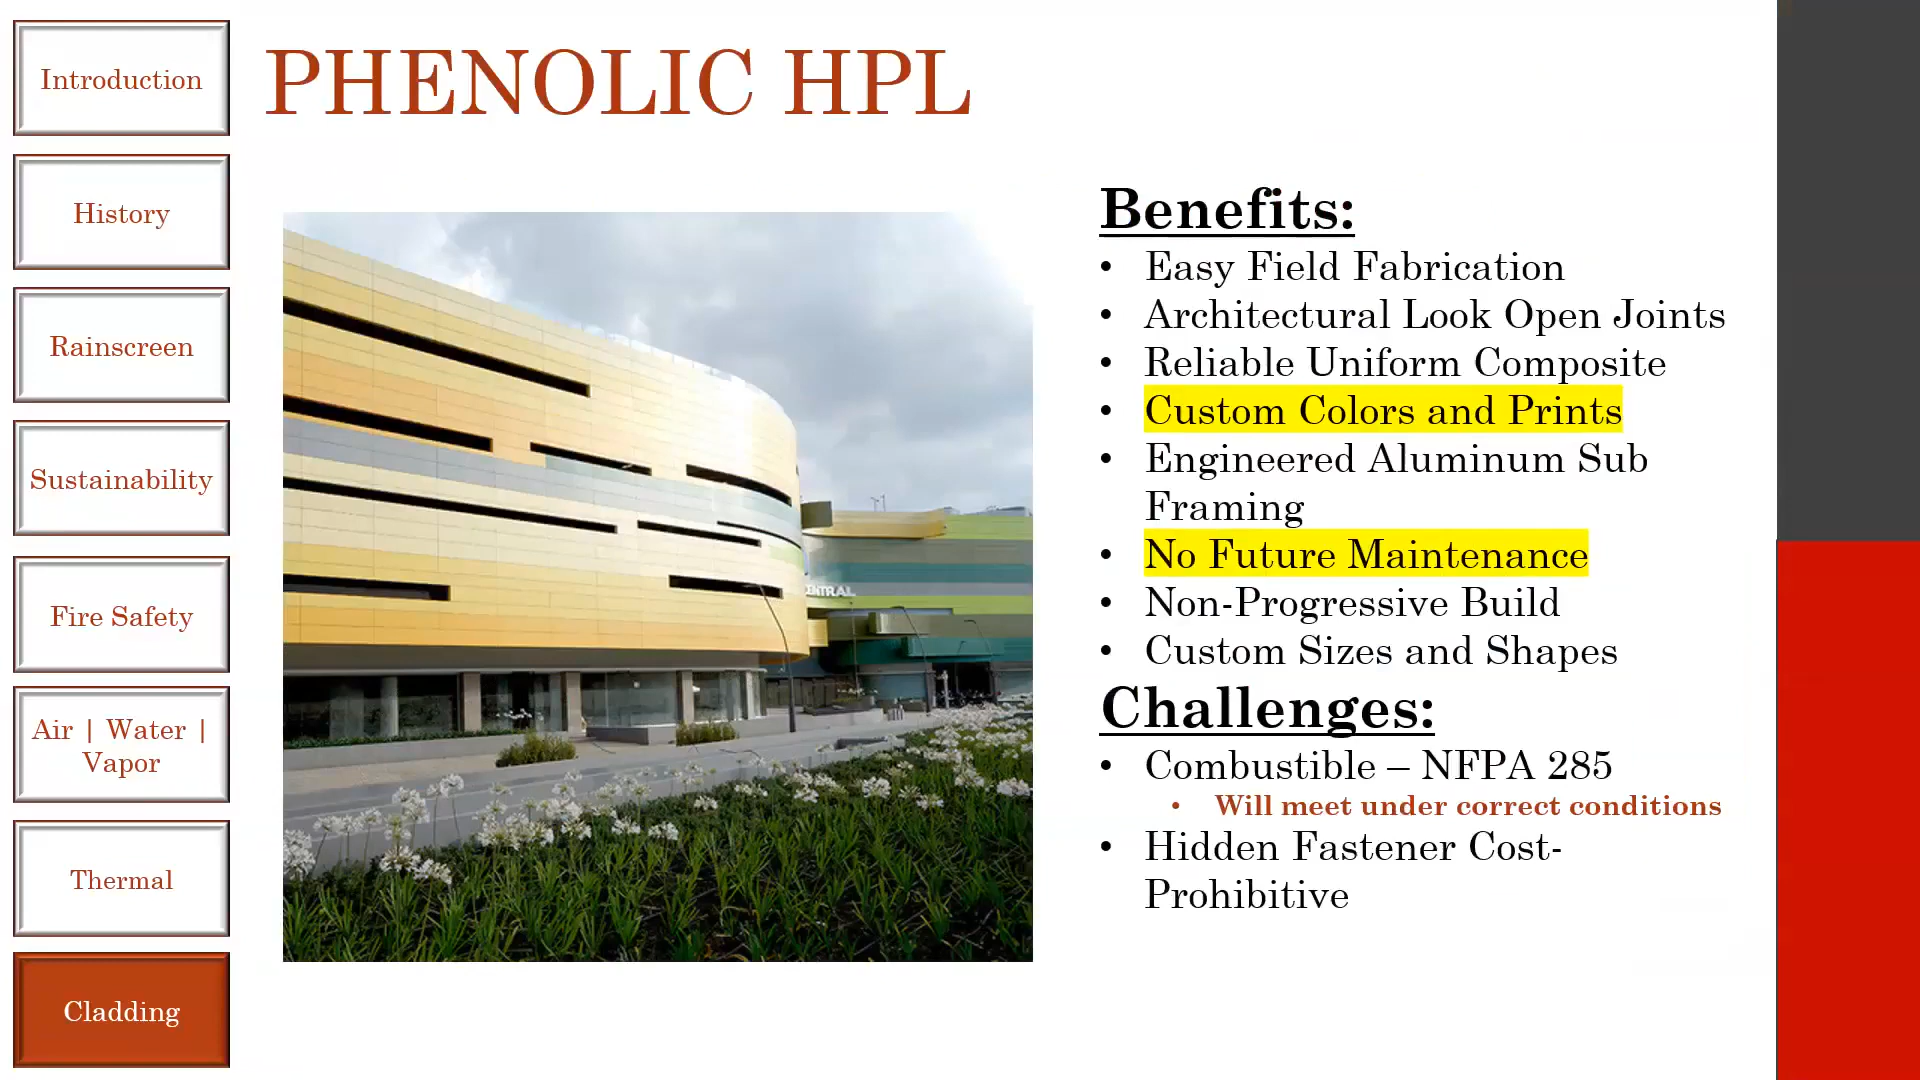 Introduction
History
Rainscreen
Sustainability
Fire Safety
Air | Water |
Vapor
Thermal
Cladding
PHENOLIC HPL
Benefits:
• Easy Field Fabrication
• Architectural Look Open Joints
• Reliable Uniform Composite
• Custom Colors and Prints
• Engineered Aluminum Sub
Framing
• No Future Maintenance
• Non-Progressive Build
• Custom Sizes and Shapes
Challenges:
• Combustible – NFPA 285
• Will meet under correct conditions
• Hidden Fastener Cost-
Prohibitive